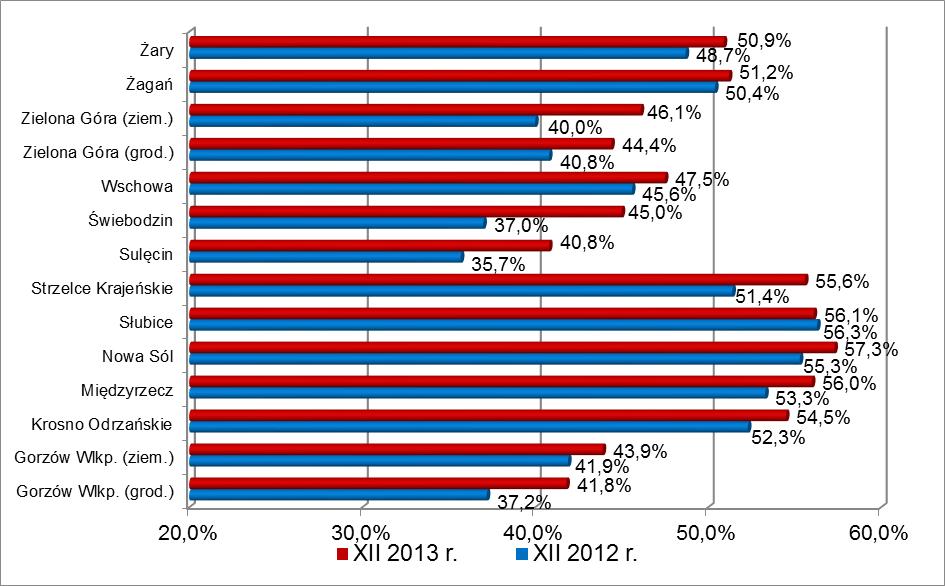 Żary 50,9%
48,7%
Żagań 51,2%
50,4%
Zielona Góra (ziem.) 46,1%
40,0%
Zielona Góra (grod.) 44,4%
40,8%
Wschowa 47,5%
45,6%
Świebodzin 45,0%
37,0%
Sulęcin 40,8%
35,7%
Strzelce Krajeńskie 55,6%
51,4%
Słubice 56,1%
56,3%
Nowa Sól 57,3%
55,3%
Międzyrzecz 56,0%
53,3%
Krosno Odrzańskie 54,5%
52,3%
Gorzów Wlkp. (ziem.) 43,9%
41,9%
Gorzów Wlkp. (grod.) 41,8%
37,2%
20,0% 30,0% 40,0% 50,0% 60,0%
XII 2013 r. XII 2012 r.